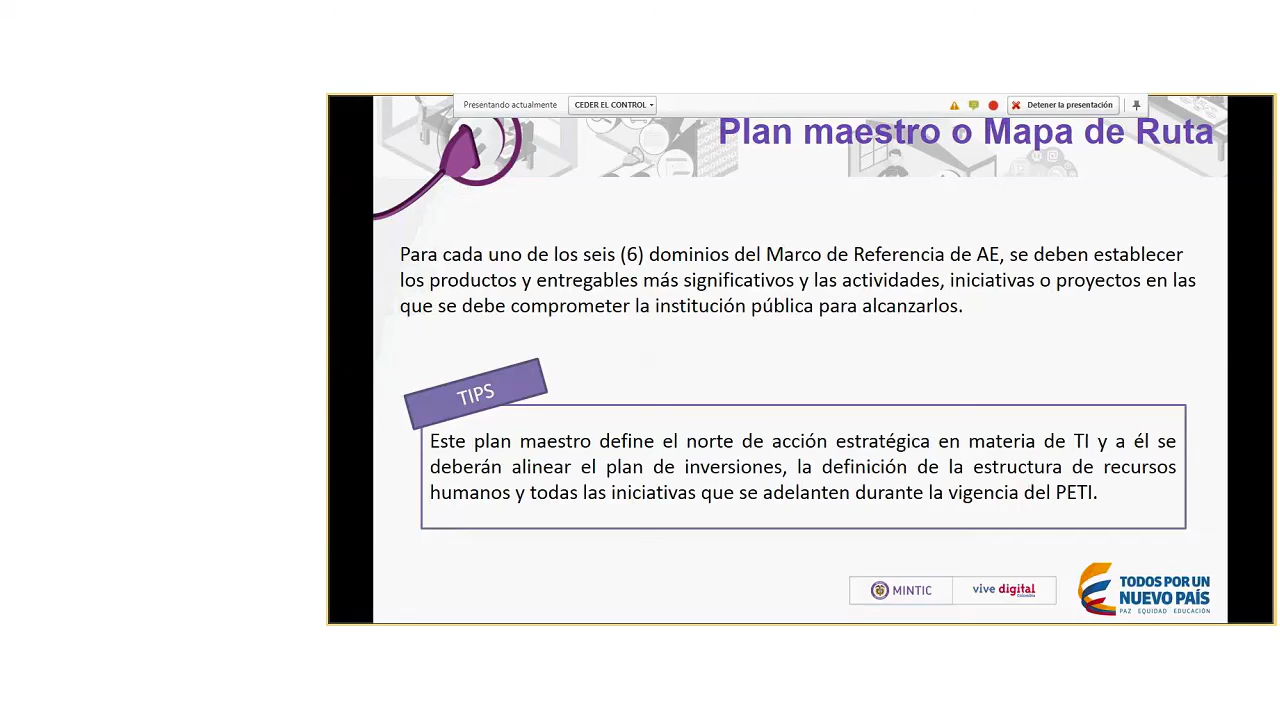 Presentando actualmente CEDER EL CONTROL Detener la presentación
Plan maestro o Mapa de Ruta
Para cada uno de los seis (6) dominios del Marco de Referencia de AE, se deben establecer
los productos y entregables más significativos y las actividades, iniciativas o proyectos en las
que se debe comprometer la institución pública para alcanzarlos.
TIPS
Este plan maestro define el norte de acción estratégica en materia de TI y a él se
deberán alinear el plan de inversiones, la definición de la estructura de recursos
humanos y todas las iniciativas que se adelanten durante la vigencia del PETI.
MINTIC
vive digital
Colombia
TODOS POR UN
NUEVO PAÍS
PAZ EQUIDAD EDUCACIÓN